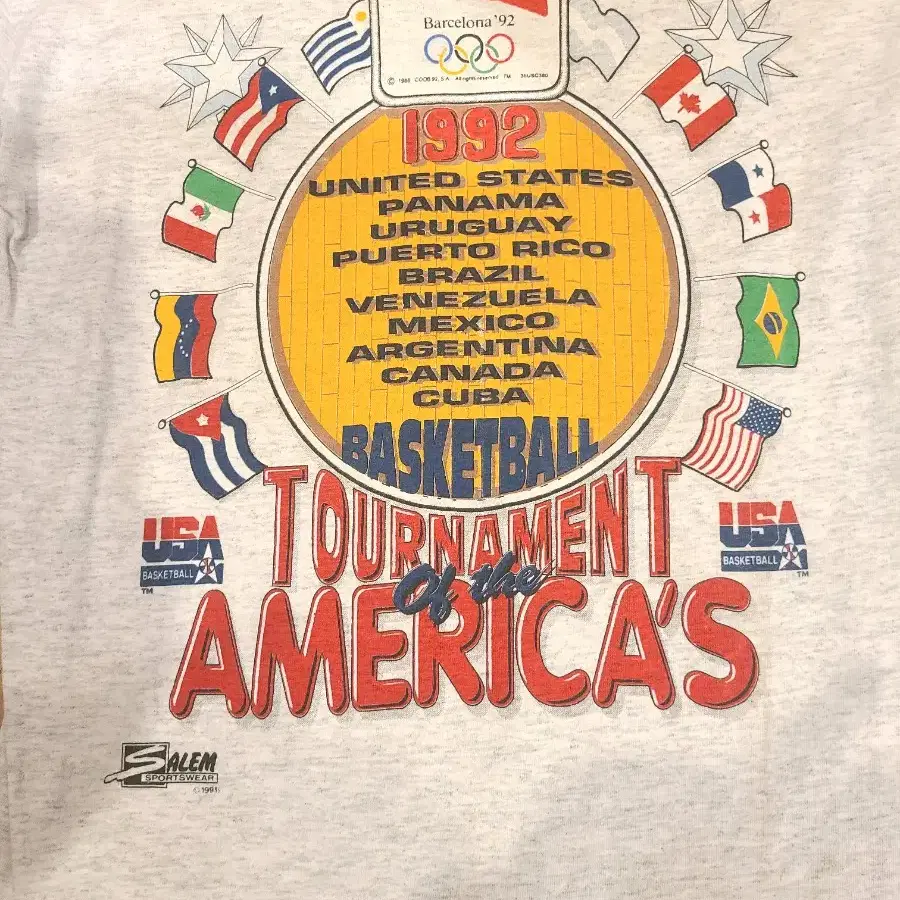 Barcelona '92
© 1988 COOB'92, S.A. All rights reserved. TM 36USC380
1992
UNITED STATES
PANAMA
URUGUAY
PUERTO RICO
BRAZIL
VENEZUELA
MEXICO
ARGENTINA
CANADA
CUBA
BASKETBALL
TOURNAMENT
Of the
AMERICA'S
USA
BASKETBALL
TM
USA
BASKETBALL
TM
SALEM
SPORTSWEAR
©1991